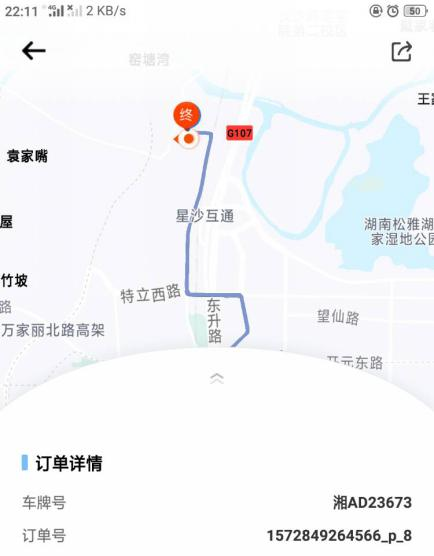 22:11 4G 2 KB/s 50
窑塘湾
终
G107
袁家嘴
星沙互通
屋
湖南松雅湖
家湿地公园
竹坡
特立西路
路
东升路
望仙路
万家丽北路高架
开元东路
订单详情
车牌号 湘AD23673
订单号 1572849264566_p_8